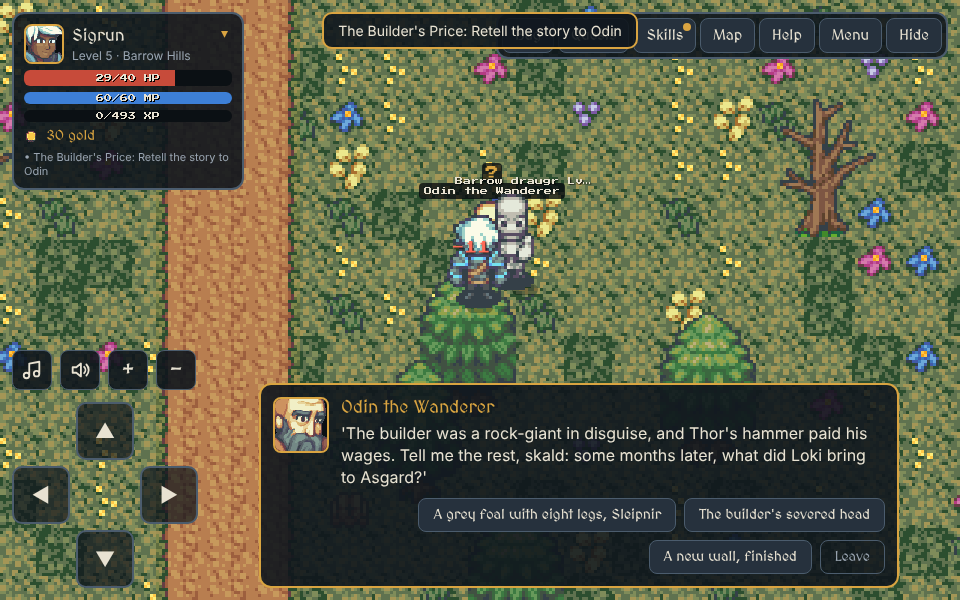 Sigrun
Level 5 · Barrow Hills
29/40 HP
60/60 MP
0/493 XP
30 gold
• The Builder's Price: Retell the story to
Odin
The Builder's Price: Retell the story to Odin
Skills
Map
Help
Menu
Hide
?
Barrow draugr Lv…
Odin the Wanderer
+
−
Odin the Wanderer
'The builder was a rock-giant in disguise, and Thor's hammer paid his
wages. Tell me the rest, skald: some months later, what did Loki bring
to Asgard?'
A grey foal with eight legs, Sleipnir
The builder's severed head
A new wall, finished
Leave